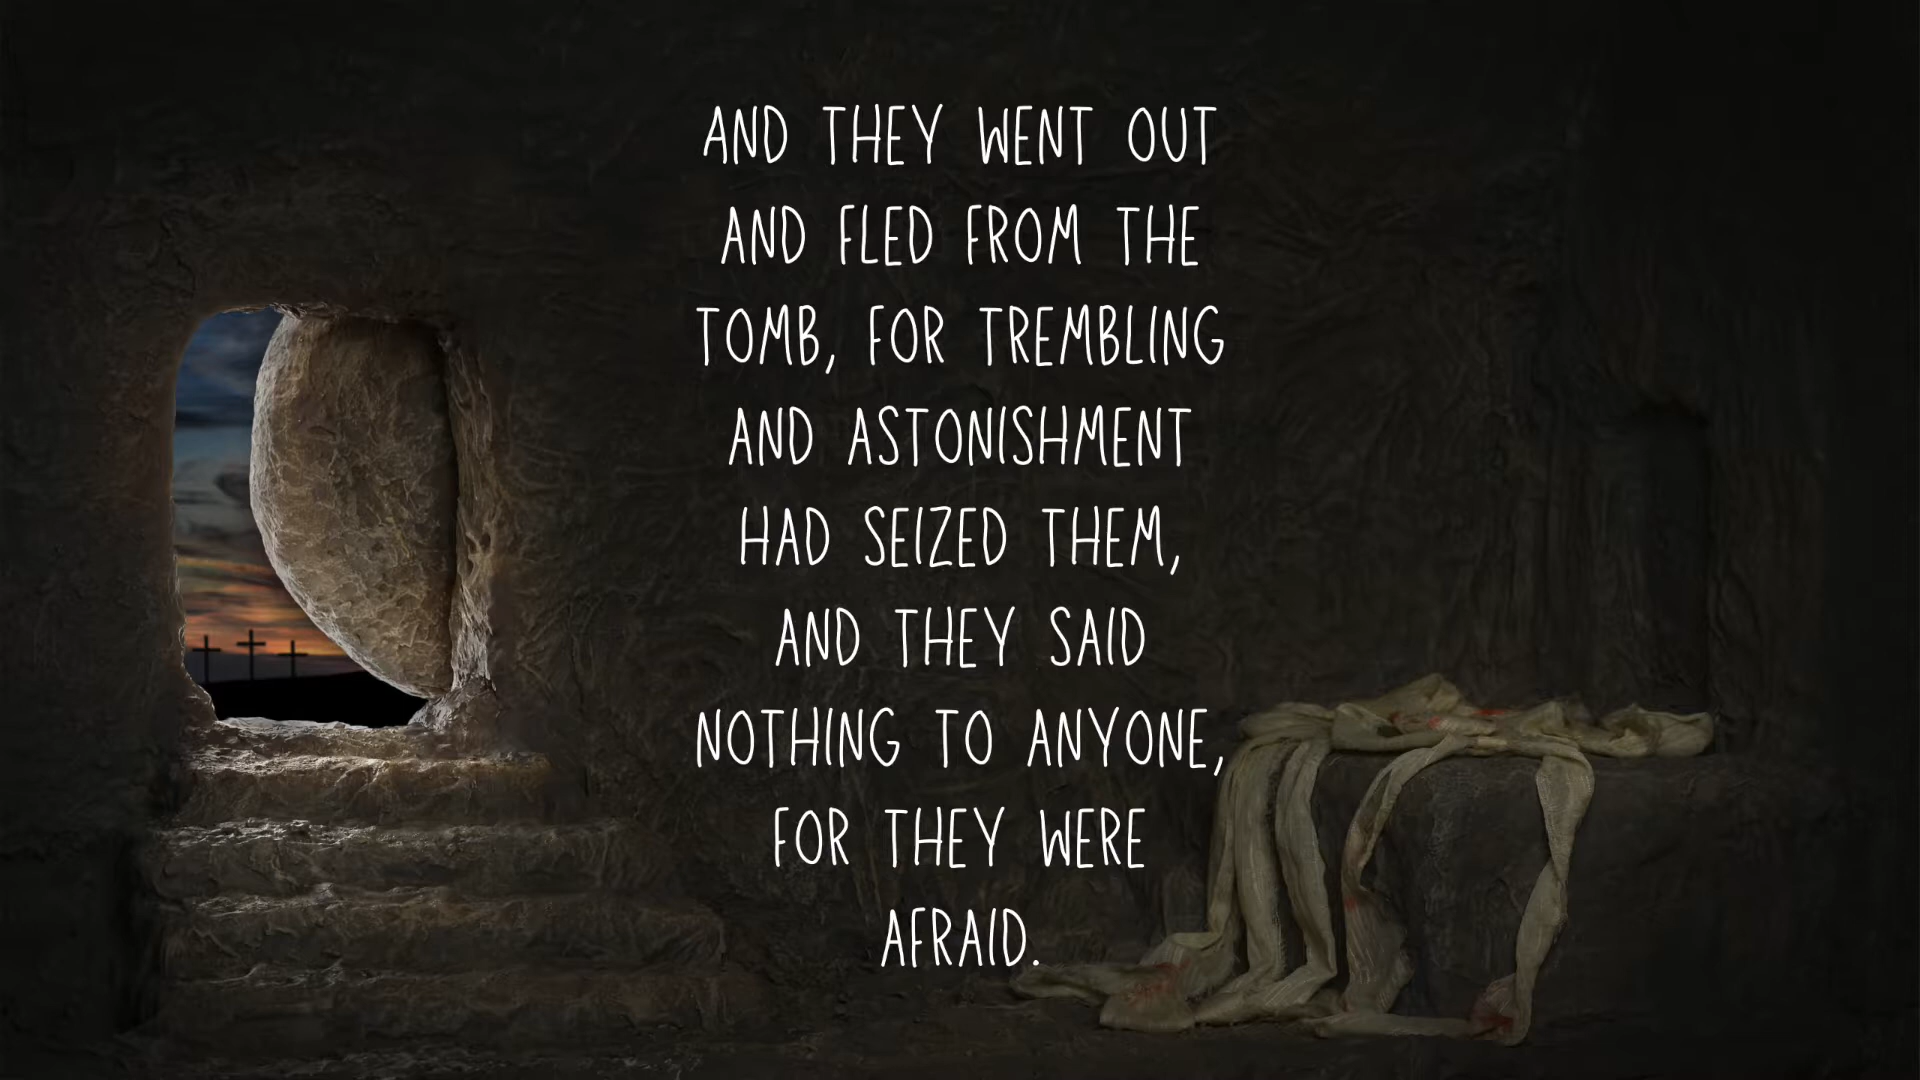 AND THEY WENT OUT
AND FLED FROM THE
TOMB, FOR TREMBLING
AND ASTONISHMENT
HAD SEIZED THEM,
AND THEY SAID
NOTHING TO ANYONE,
FOR THEY WERE
AFRAID.